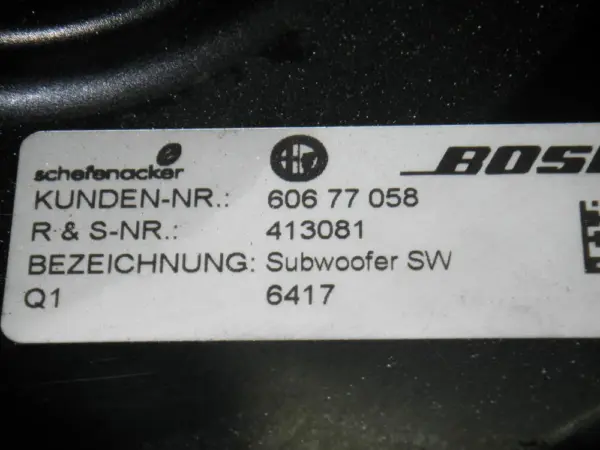 schefenacker
BOSE
KUNDEN-NR.: 606 77 058
R & S-NR.: 413081
BEZEICHNUNG: Subwoofer SW
Q1 6417